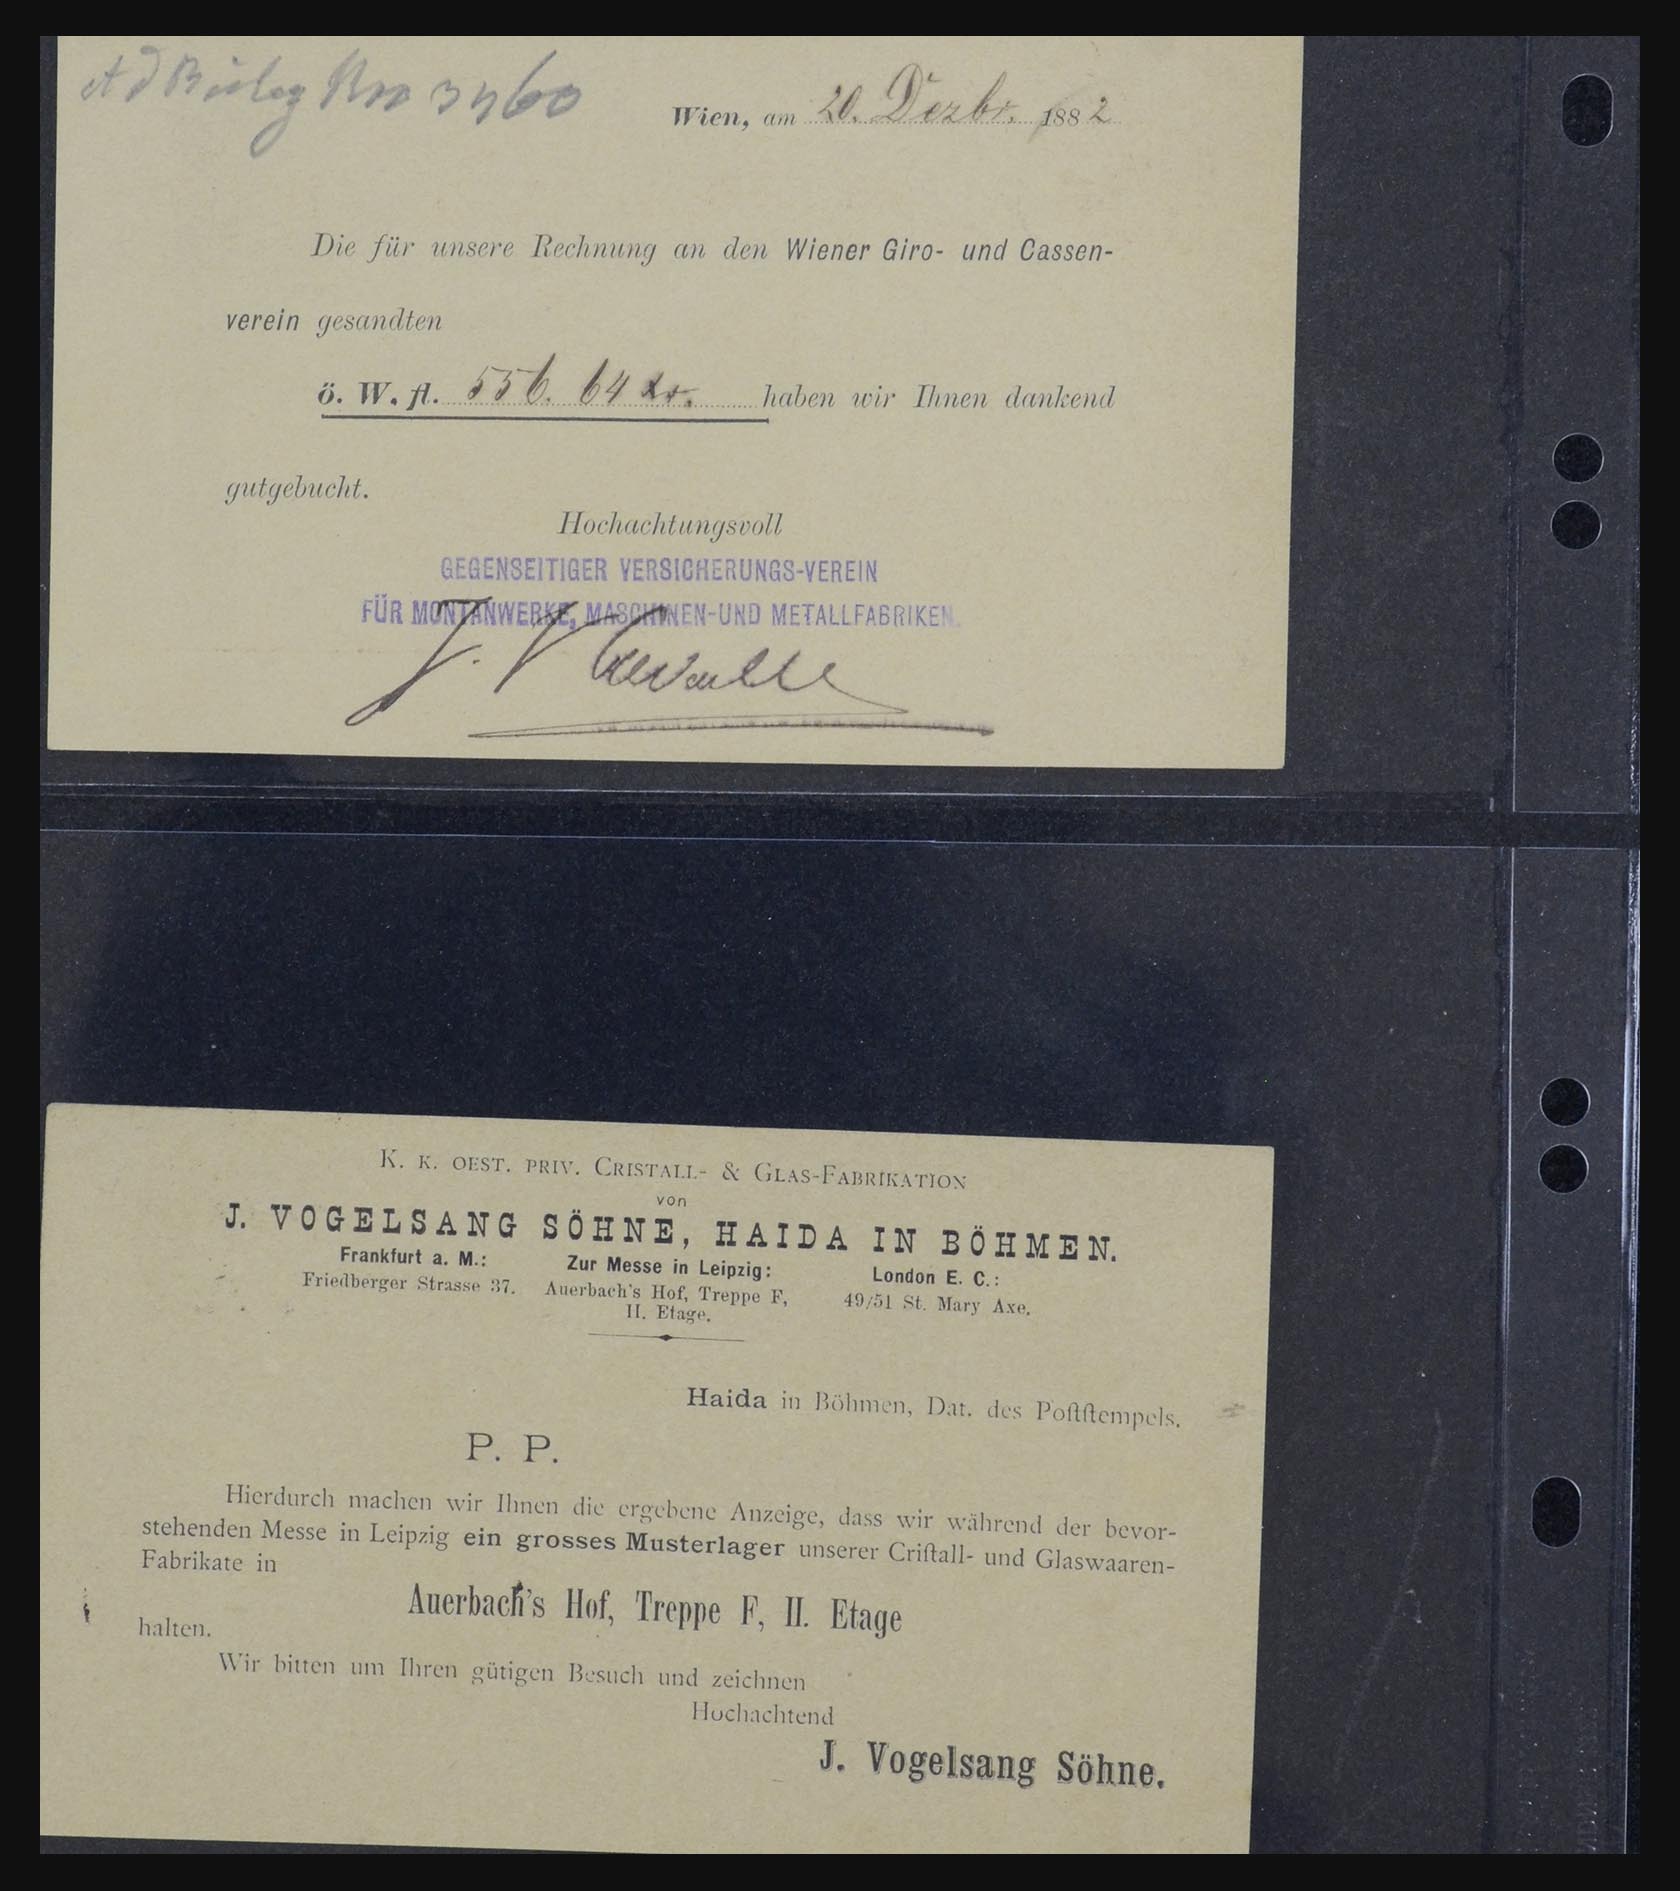 Wien, am 20. Dezbr. 1882
Die für unsere Rechnung an den Wiener Giro- und Cassen-
verein gesandten
ö. W. fl. 556. 64 xr. haben wir Ihnen dankend
gutgebucht.
Hochachtungsvoll
GEGENSEITIGER VERSICHERUNGS-VEREIN
FÜR MONTANWERKE, MASCHINEN-UND METALLFABRIKEN.
K. K. OEST. PRIV. CRISTALL- & GLAS-FABRIKATION
von
J. VOGELSANG SÖHNE, HAIDA IN BÖHMEN.
Frankfurt a. M.: Zur Messe in Leipzig: London E. C.:
Friedberger Strasse 37. Auerbach's Hof, Treppe F, 49/51 St. Mary Axe.
II. Etage.
Haida in Böhmen, Dat. des Poſtſtempels.
P. P.
Hierdurch machen wir Ihnen die ergebene Anzeige, dass wir während der bevor-
stehenden Messe in Leipzig ein grosses Musterlager unserer Criſtall- und Glaswaaren-
Fabrikate in
Auerbach's Hof, Treppe F, II. Etage
halten.
Wir bitten um Ihren gütigen Besuch und zeichnen
Hochachtend
J. Vogelsang Söhne.